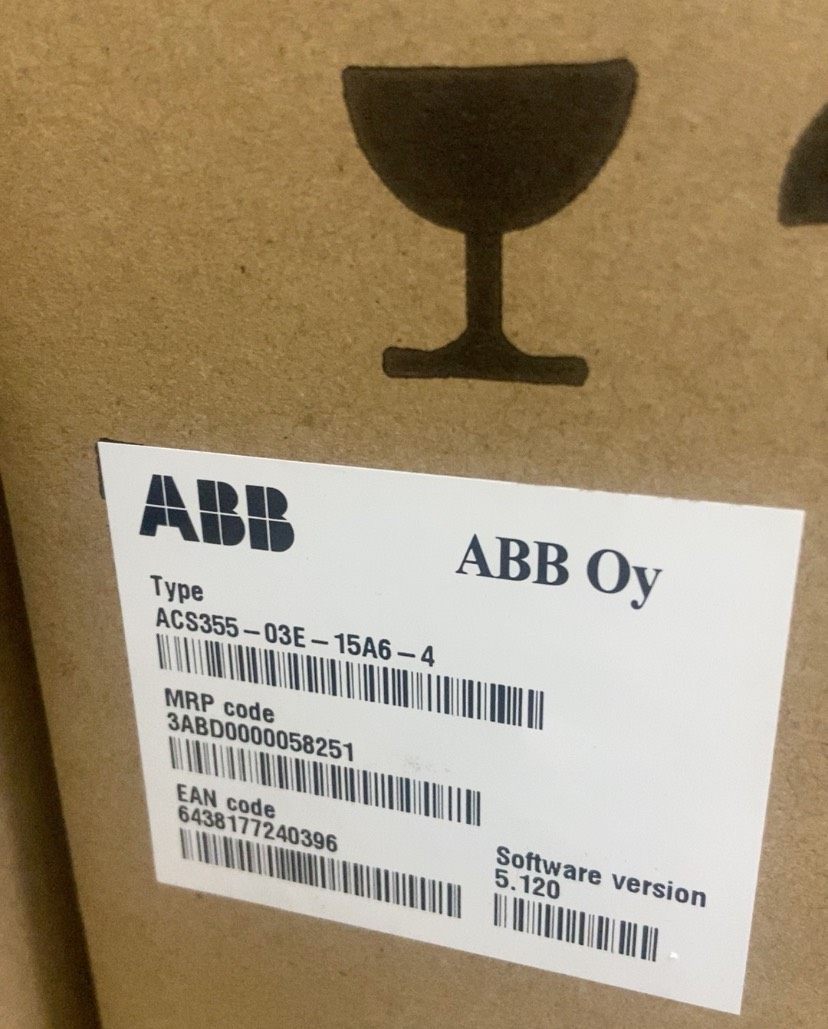 ABB
ABB Oy
Type
ACS355-03E-15A6-4
MRP code
3ABD0000058251
EAN code
6438177240396
Software version
5.120